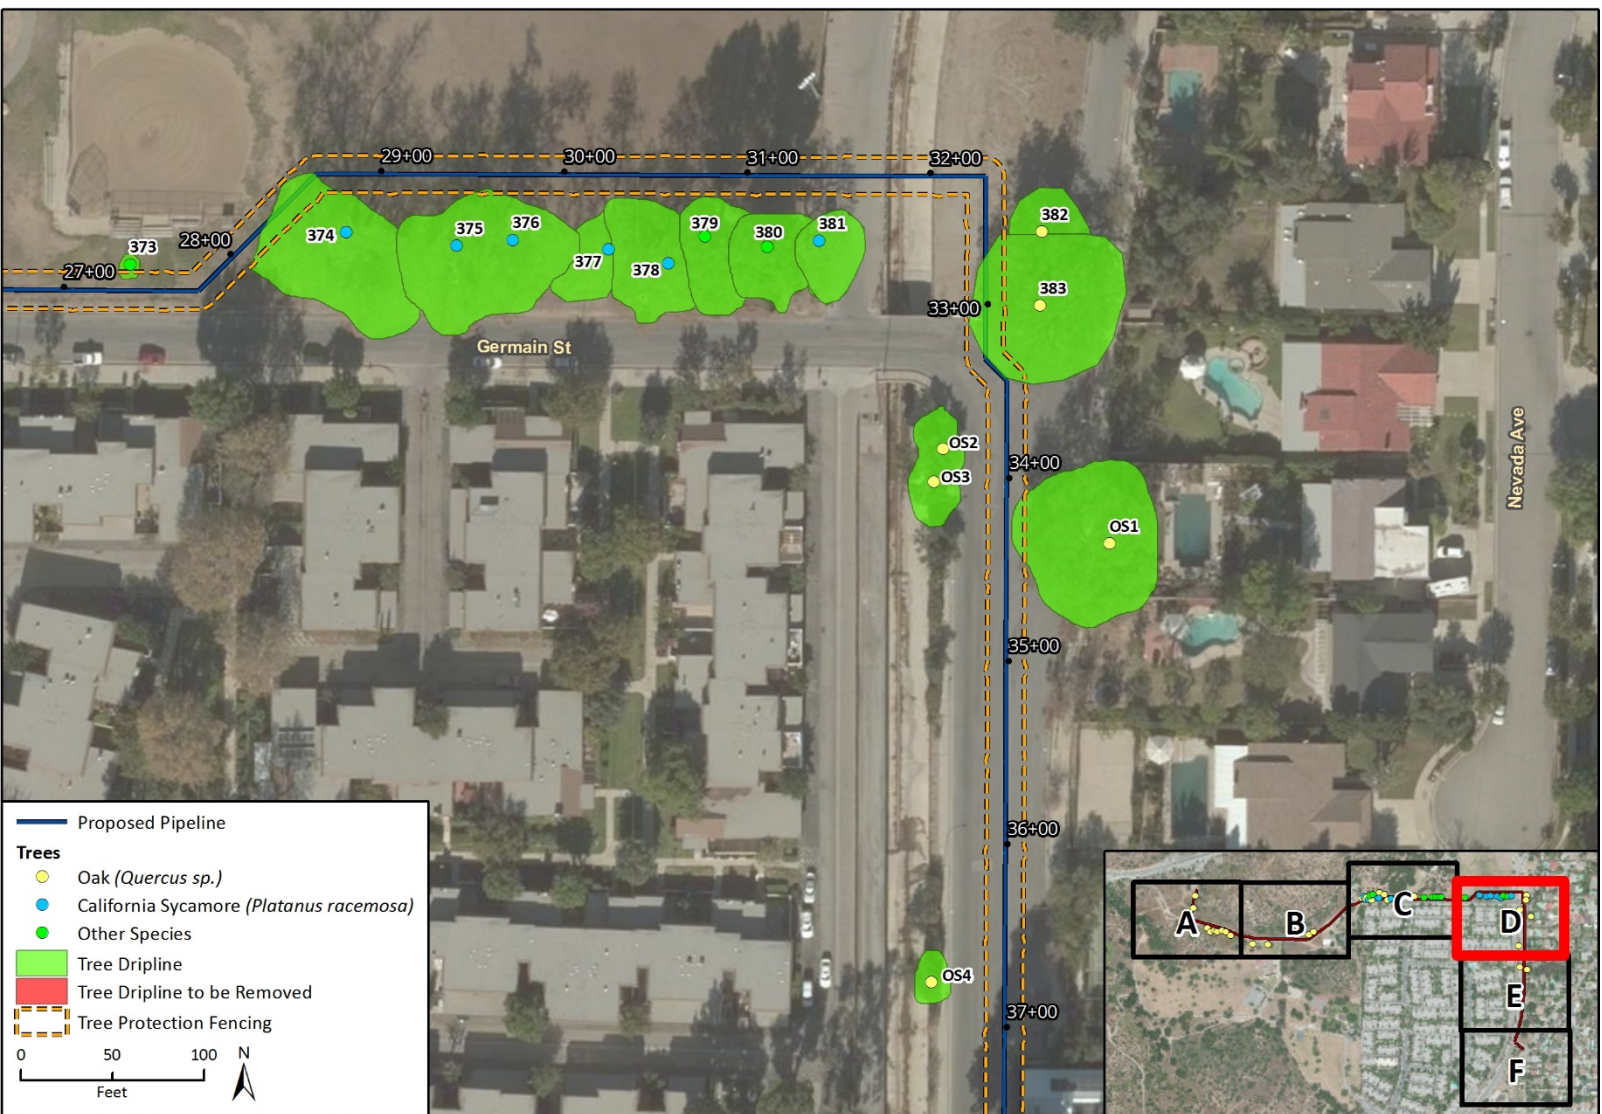 29+00
30+00
31+00
32+00
382
374
375
376
379
380
381
373
28+00
377
378
27+00
383
33+00
Germain St
Nevada Ave
OS2
34+00
OS3
OS1
35+00
36+00
OS4
37+00
Proposed Pipeline
Trees
Oak (Quercus sp.)
California Sycamore (Platanus racemosa)
Other Species
Tree Dripline
Tree Dripline to be Removed
Tree Protection Fencing
0 50 100
Feet
N
A
B
C
D
E
F